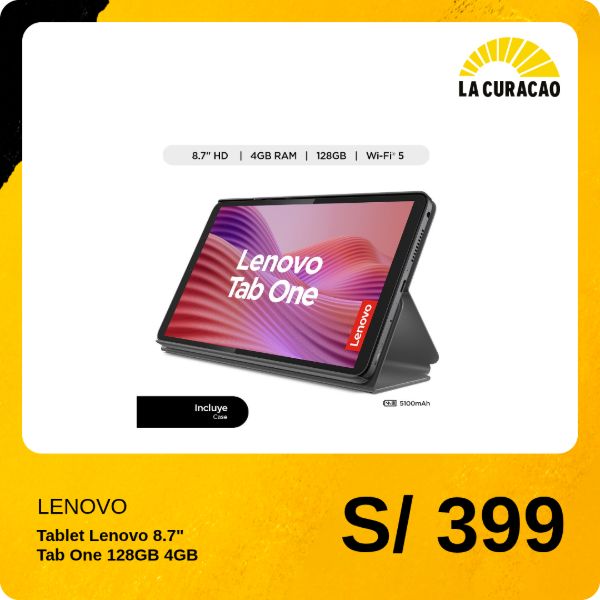 LA CURACAO
8.7" HD | 4GB RAM | 128GB | Wi-Fi® 5
Lenovo
Tab One
Lenovo
Incluye
Case
5100mAh
LENOVO
Tablet Lenovo 8.7"
Tab One 128GB 4GB
S/ 399